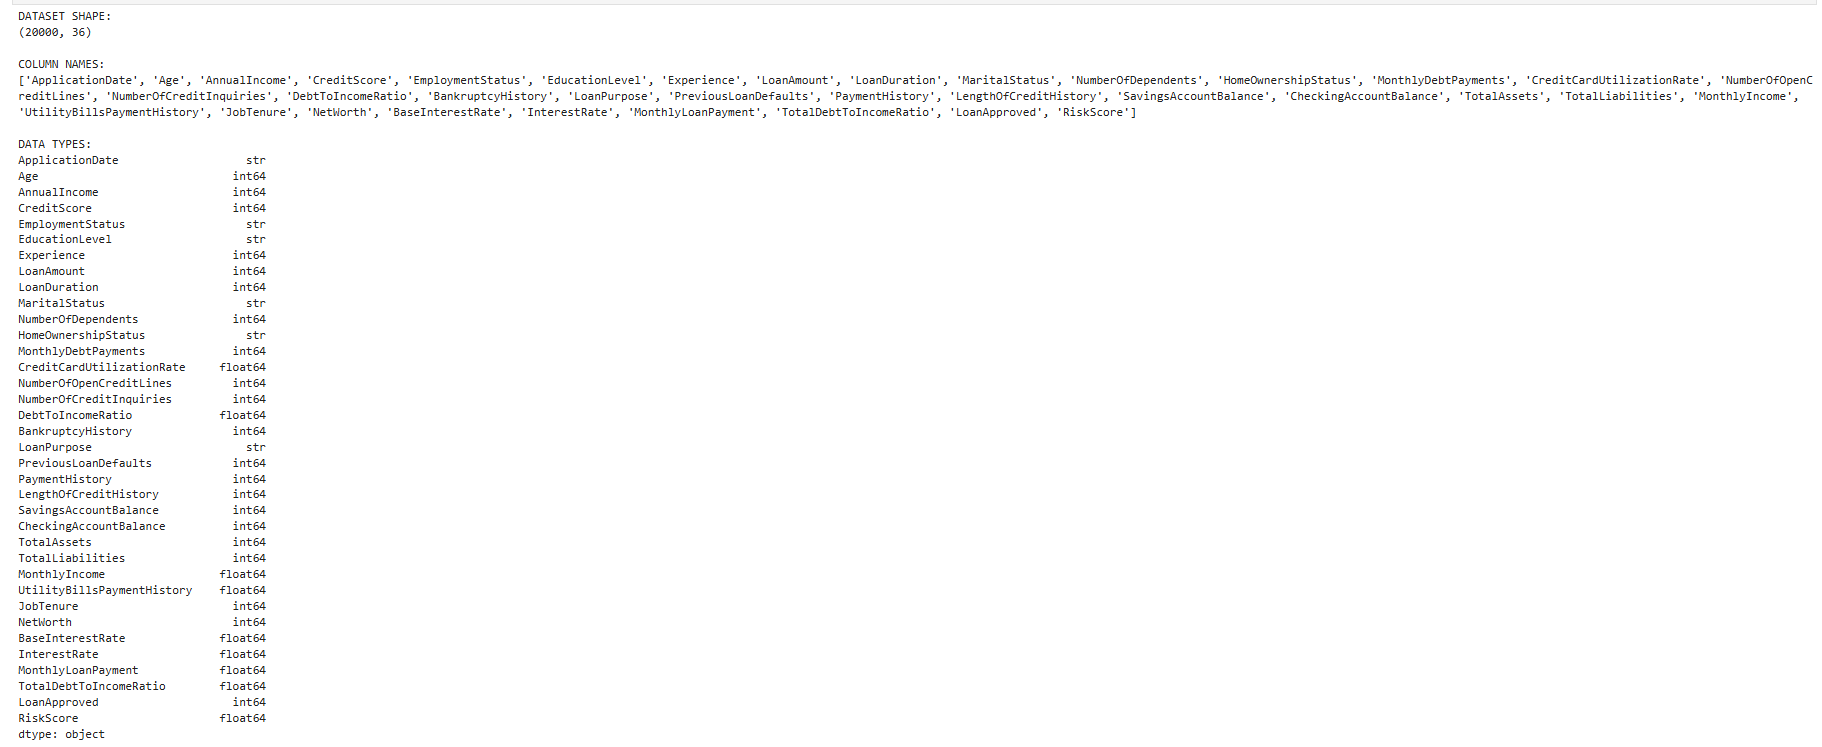 DATASET SHAPE:
(20000, 36)
COLUMN NAMES:
['ApplicationDate', 'Age', 'AnnualIncome', 'CreditScore', 'EmploymentStatus', 'EducationLevel', 'Experience', 'LoanAmount', 'LoanDuration', 'MaritalStatus', 'NumberOfDependents', 'HomeOwnershipStatus', 'MonthlyDebtPayments', 'CreditCardUtilizationRate', 'NumberOfOpenC
reditLines', 'NumberOfCreditInquiries', 'DebtToIncomeRatio', 'BankruptcyHistory', 'LoanPurpose', 'PreviousLoanDefaults', 'PaymentHistory', 'LengthOfCreditHistory', 'SavingsAccountBalance', 'CheckingAccountBalance', 'TotalAssets', 'TotalLiabilities', 'MonthlyIncome',
'UtilityBillsPaymentHistory', 'JobTenure', 'NetWorth', 'BaseInterestRate', 'InterestRate', 'MonthlyLoanPayment', 'TotalDebtToIncomeRatio', 'LoanApproved', 'RiskScore']
DATA TYPES:
ApplicationDate str
Age int64
AnnualIncome int64
CreditScore int64
EmploymentStatus str
EducationLevel str
Experience int64
LoanAmount int64
LoanDuration int64
MaritalStatus str
NumberOfDependents int64
HomeOwnershipStatus str
MonthlyDebtPayments int64
CreditCardUtilizationRate float64
NumberOfOpenCreditLines int64
NumberOfCreditInquiries int64
DebtToIncomeRatio float64
BankruptcyHistory int64
LoanPurpose str
PreviousLoanDefaults int64
PaymentHistory int64
LengthOfCreditHistory int64
SavingsAccountBalance int64
CheckingAccountBalance int64
TotalAssets int64
TotalLiabilities int64
MonthlyIncome float64
UtilityBillsPaymentHistory float64
JobTenure int64
NetWorth int64
BaseInterestRate float64
InterestRate float64
MonthlyLoanPayment float64
TotalDebtToIncomeRatio float64
LoanApproved int64
RiskScore float64
dtype: object